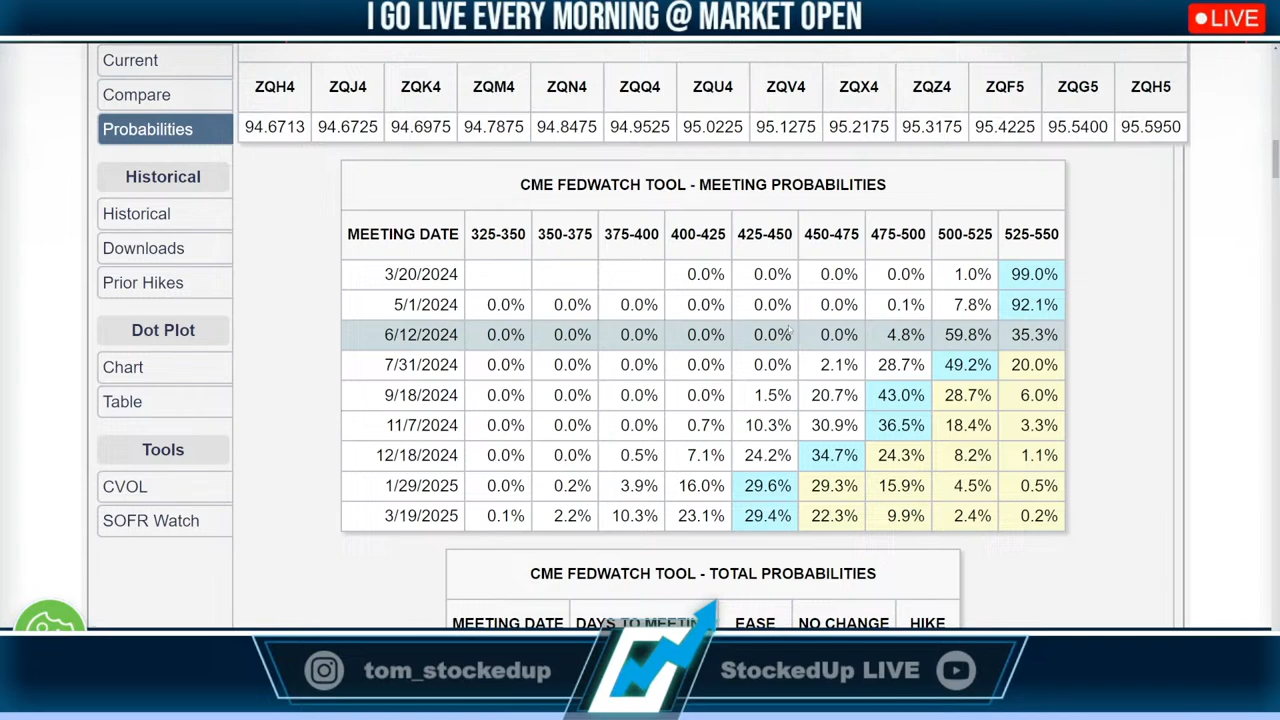 I GO LIVE EVERY MORNING @ MARKET OPEN
LIVE
Current
Compare
Probabilities
Historical
Historical
Downloads
Prior Hikes
Dot Plot
Chart
Table
Tools
CVOL
SOFR Watch
ZQH4 ZQJ4 ZQK4 ZQM4 ZQN4 ZQQ4 ZQU4 ZQV4 ZQX4 ZQZ4 ZQF5 ZQG5 ZQH5
94.6713 94.6725 94.6975 94.7875 94.8475 94.9525 95.0225 95.1275 95.2175 95.3175 95.4225 95.5400 95.5950
CME FEDWATCH TOOL - MEETING PROBABILITIES
MEETING DATE 325-350 350-375 375-400 400-425 425-450 450-475 475-500 500-525 525-550
3/20/2024 0.0% 0.0% 0.0% 0.0% 1.0% 99.0%
5/1/2024 0.0% 0.0% 0.0% 0.0% 0.0% 0.0% 0.1% 7.8% 92.1%
6/12/2024 0.0% 0.0% 0.0% 0.0% 0.0% 0.0% 4.8% 59.8% 35.3%
7/31/2024 0.0% 0.0% 0.0% 0.0% 0.0% 2.1% 28.7% 49.2% 20.0%
9/18/2024 0.0% 0.0% 0.0% 0.0% 1.5% 20.7% 43.0% 28.7% 6.0%
11/7/2024 0.0% 0.0% 0.0% 0.7% 10.3% 30.9% 36.5% 18.4% 3.3%
12/18/2024 0.0% 0.0% 0.5% 7.1% 24.2% 34.7% 24.3% 8.2% 1.1%
1/29/2025 0.0% 0.2% 3.9% 16.0% 29.6% 29.3% 15.9% 4.5% 0.5%
3/19/2025 0.1% 2.2% 10.3% 23.1% 29.4% 22.3% 9.9% 2.4% 0.2%
CME FEDWATCH TOOL - TOTAL PROBABILITIES
MEETING DATE DAYS TO MEETING EASE NO CHANGE HIKE
tom_stockedup
StockedUp LIVE